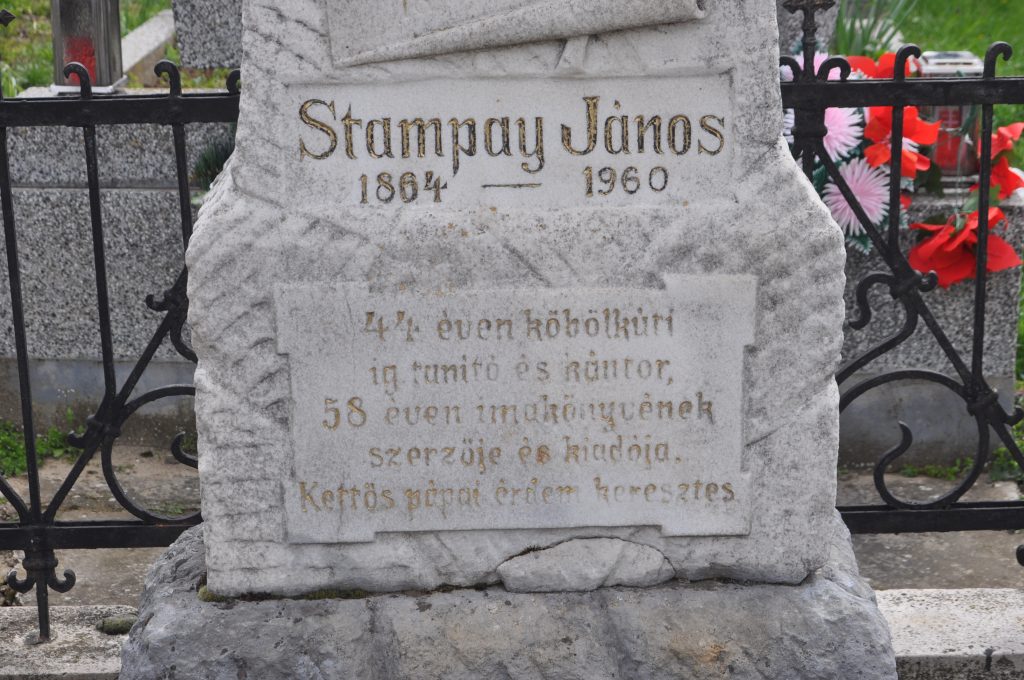 Stampay János
1864 — 1960
44 éven köbölkúti
ig tanitó és kántor,
58 éven imakönyvének
szerzője és kiadója.
Kettős pápai érdem keresztes.